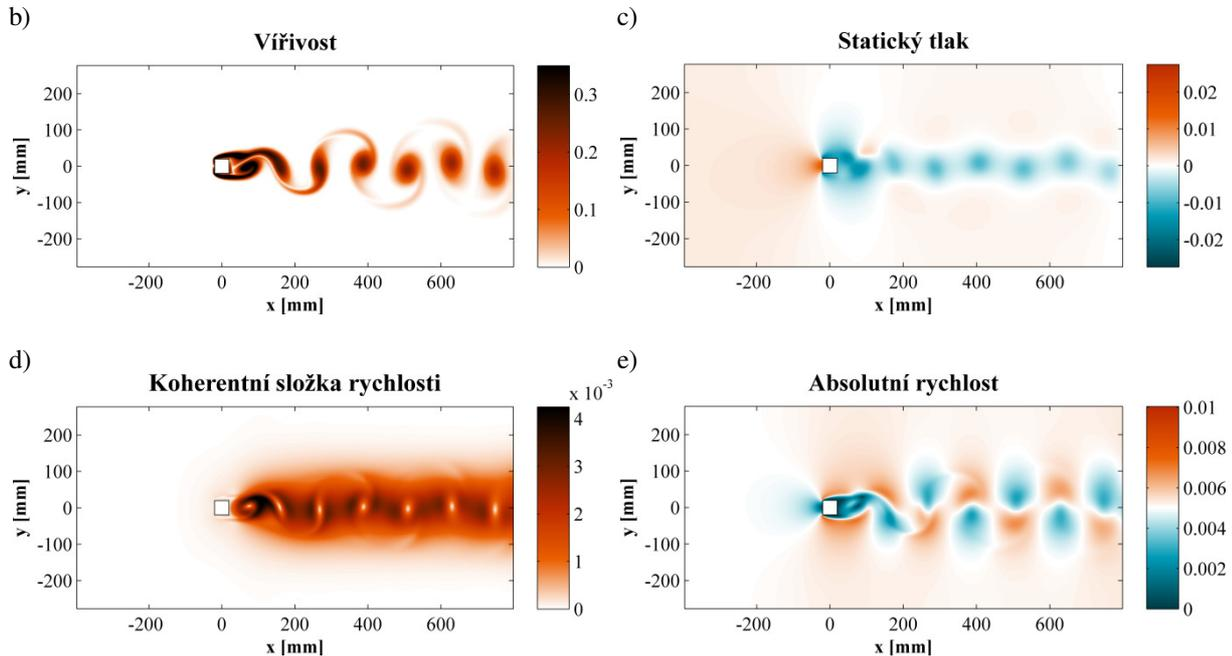 b)
Vířivost
200
100
0
-100
-200
y [mm]
-200 0 200 400 600
x [mm]
0.3
0.2
0.1
0
c)
Statický tlak
200
100
0
-100
-200
y [mm]
-200 0 200 400 600
x [mm]
0.02
0.01
0
-0.01
-0.02
d)
Koherentní složka rychlosti
200
100
0
-100
-200
y [mm]
-200 0 200 400 600
x [mm]
x 10⁻³
4
3
2
1
0
e)
Absolutní rychlost
200
100
0
-100
-200
y [mm]
-200 0 200 400 600
x [mm]
0.01
0.008
0.006
0.004
0.002
0